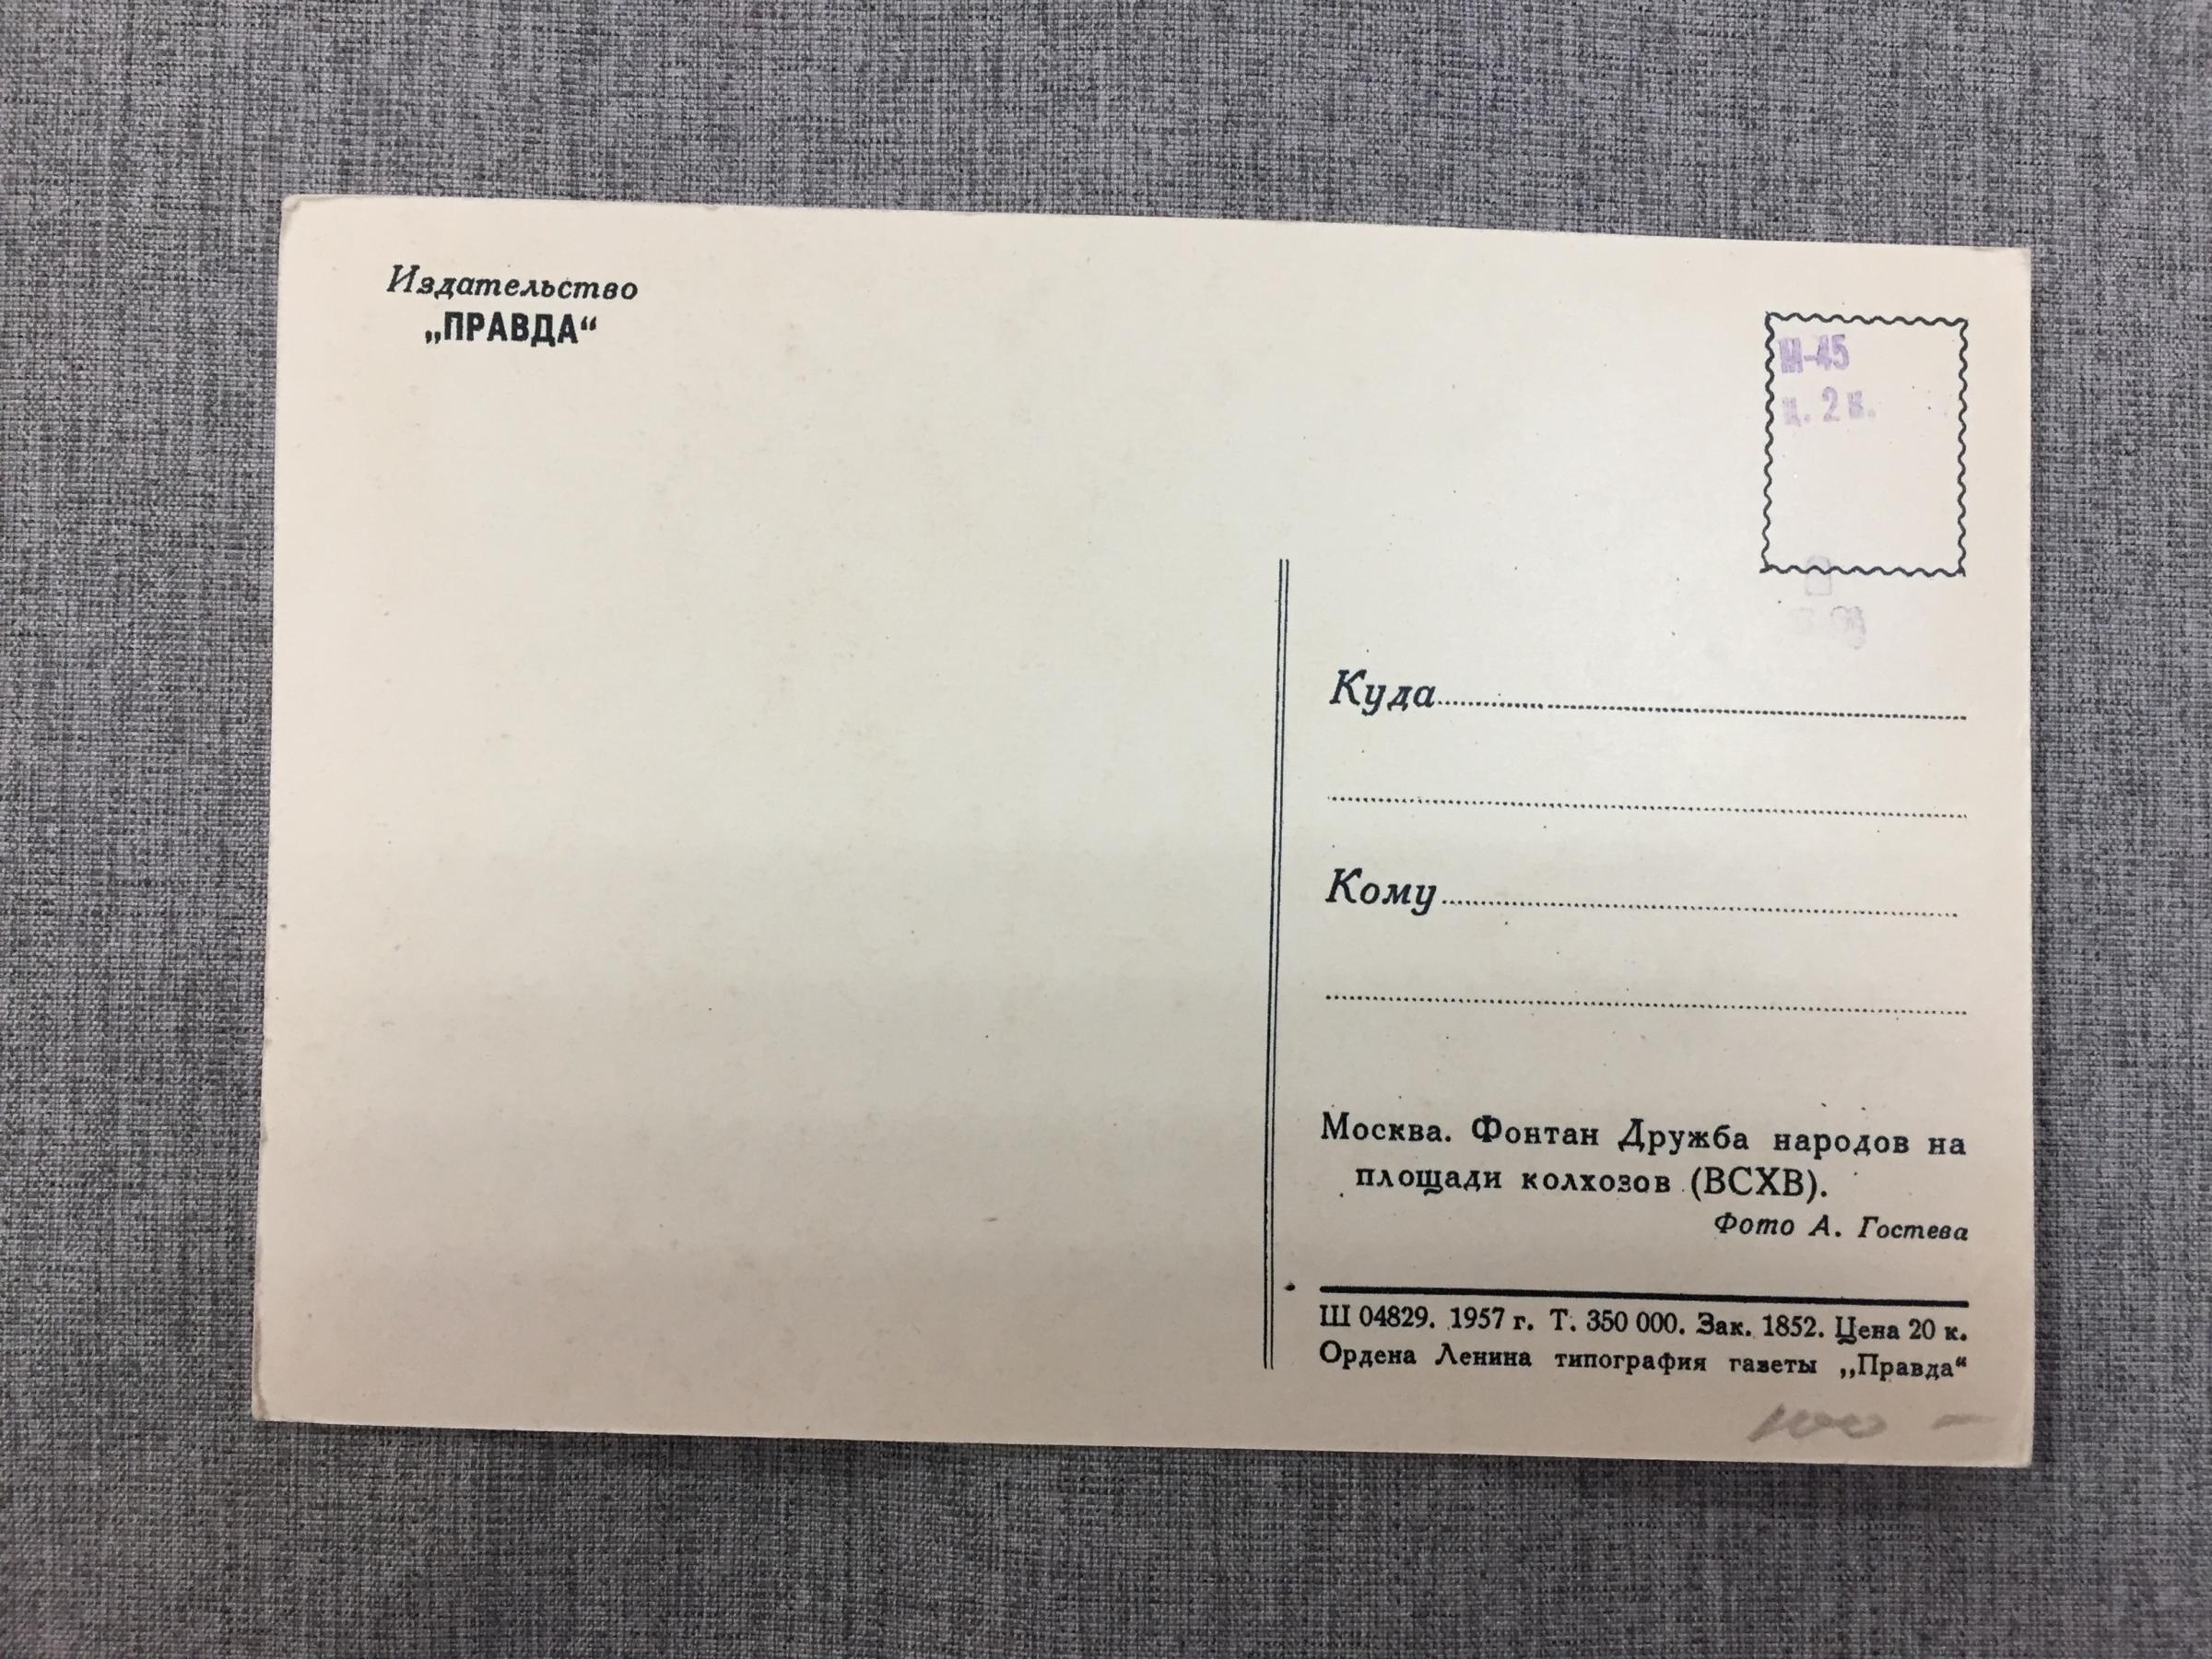 Издательство
„ПРАВДА“
М-45
ц. 2 к.
Куда
Кому
Москва. Фонтан Дружба народов на
площади колхозов (ВСХВ).
Фото А. Гостева
Ш 04829. 1957 г. Т. 350 000. Зак. 1852. Цена 20 к.
Ордена Ленина типография газеты „Правда“
100 -